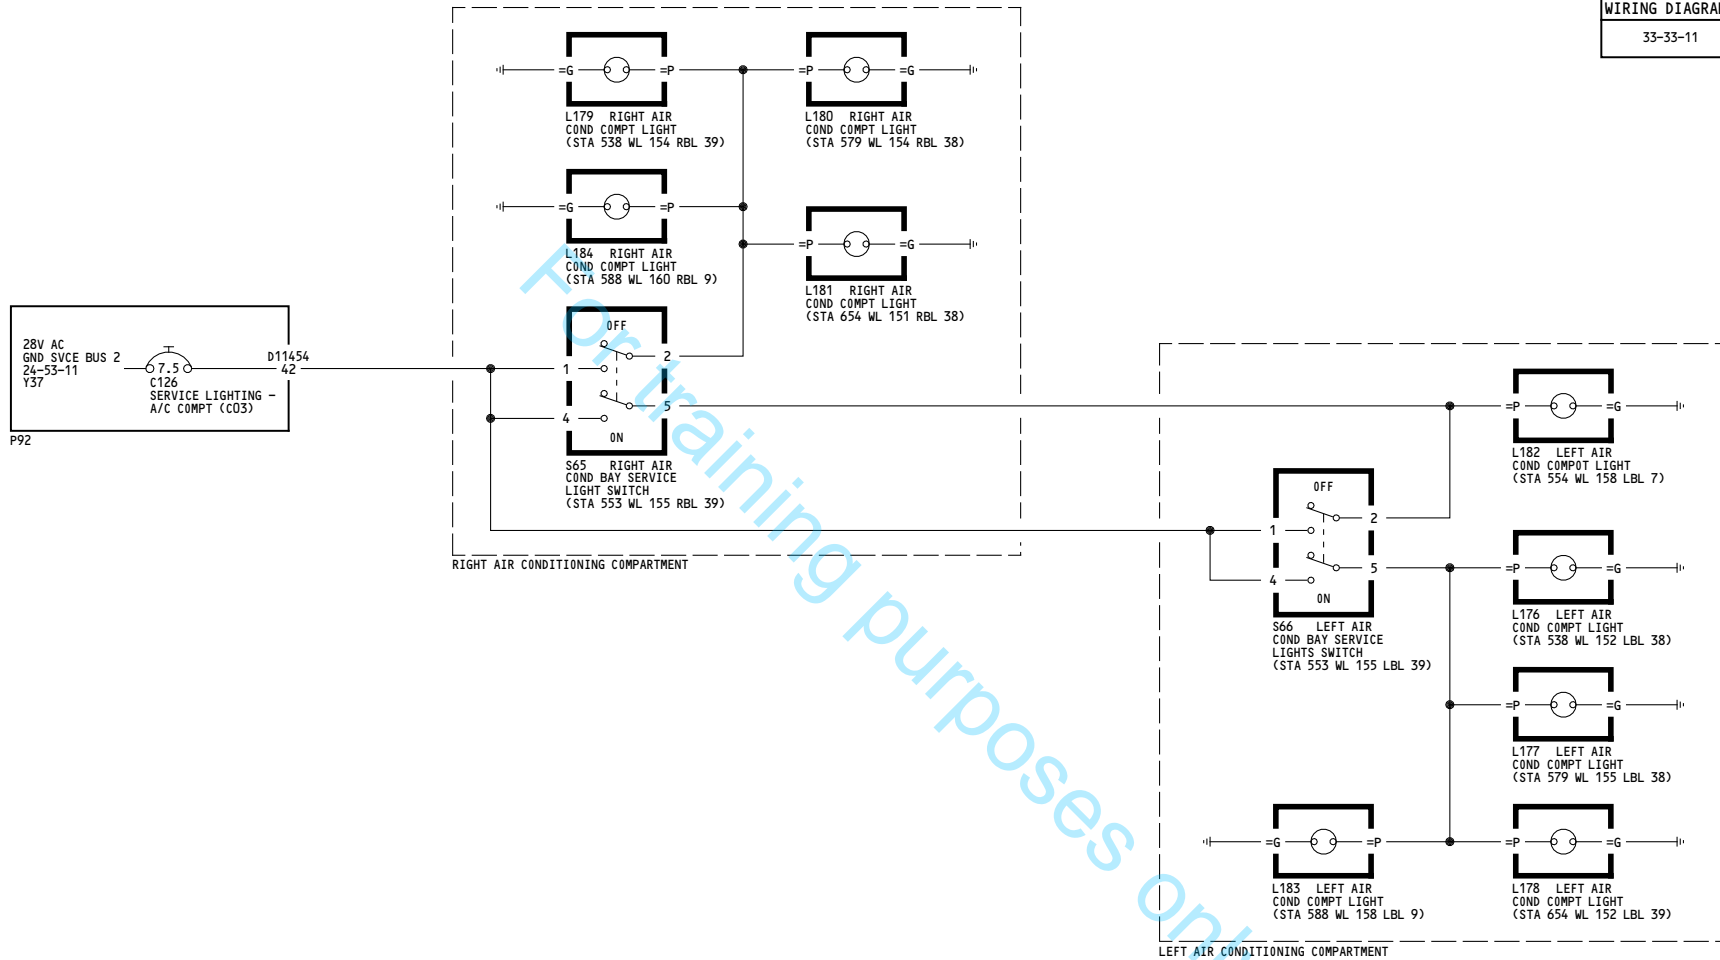 WIRING DIAGRAM
33-33-11
=G =P
L179 RIGHT AIR
COND COMPT LIGHT
(STA 538 WL 154 RBL 39)
=P =G
L180 RIGHT AIR
COND COMPT LIGHT
(STA 579 WL 154 RBL 38)
=G =P
L184 RIGHT AIR
COND COMPT LIGHT
(STA 588 WL 160 RBL 9)
=P =G
L181 RIGHT AIR
COND COMPT LIGHT
(STA 654 WL 151 RBL 38)
28V AC
GND SVCE BUS 2
24-53-11
Y37
7.5
C126
SERVICE LIGHTING -
A/C COMPT (C03)
D11454
42
P92
OFF
2
1
5
4
ON
S65 RIGHT AIR
COND BAY SERVICE
LIGHT SWITCH
(STA 553 WL 155 RBL 39)
RIGHT AIR CONDITIONING COMPARTMENT
=P =G
L182 LEFT AIR
COND COMPOT LIGHT
(STA 554 WL 158 LBL 7)
OFF
2
1
5
4
ON
S66 LEFT AIR
COND BAY SERVICE
LIGHTS SWITCH
(STA 553 WL 155 LBL 39)
=P =G
L176 LEFT AIR
COND COMPT LIGHT
(STA 538 WL 152 LBL 38)
=P =G
L177 LEFT AIR
COND COMPT LIGHT
(STA 579 WL 155 LBL 38)
=G =P
L183 LEFT AIR
COND COMPT LIGHT
(STA 588 WL 158 LBL 9)
=P =G
L178 LEFT AIR
COND COMPT LIGHT
(STA 654 WL 152 LBL 39)
LEFT AIR CONDITIONING COMPARTMENT
For training purposes onl